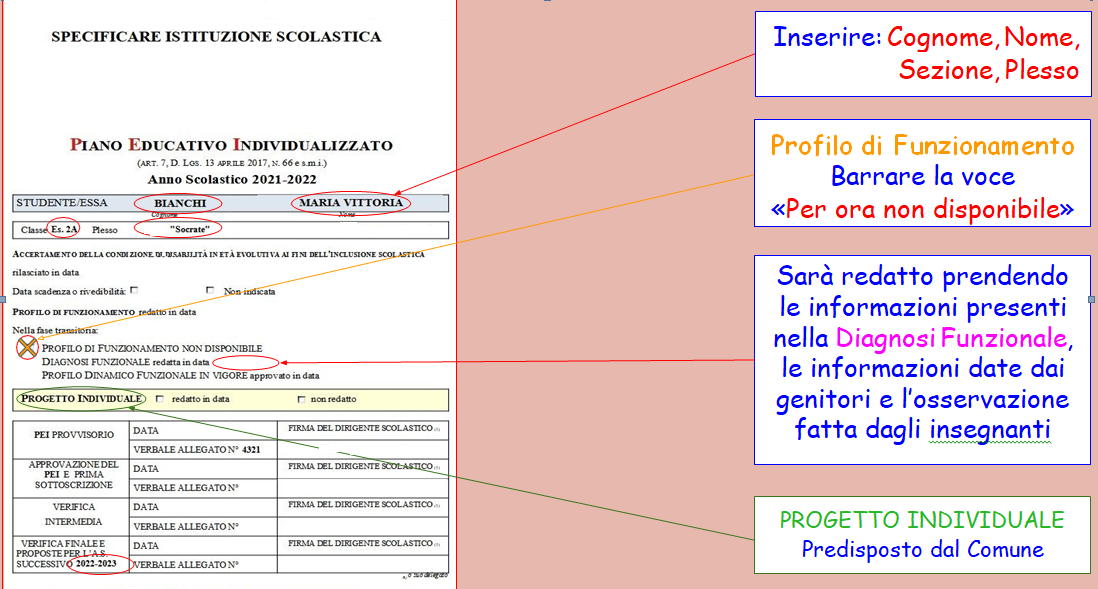 SPECIFICARE ISTITUZIONE SCOLASTICA
PIANO EDUCATIVO INDIVIDUALIZZATO
(ART. 7, D. LGS. 13 APRILE 2017, N. 66 e s.m.i.)
Anno Scolastico 2021-2022
STUDENTE/ESSA BIANCHI MARIA VITTORIA
Cognome Nome
Classe Es. 2A Plesso "Socrate"
ACCERTAMENTO DELLA CONDIZIONE DI DISABILITÀ IN ETÀ EVOLUTIVA AI FINI DELL'INCLUSIONE SCOLASTICA
rilasciato in data
Data scadenza o rivedibilità: Non indicata
PROFILO DI FUNZIONAMENTO redatto in data
Nella fase transitoria:
PROFILO DI FUNZIONAMENTO NON DISPONIBILE
DIAGNOSI FUNZIONALE redatta in data
PROFILO DINAMICO FUNZIONALE IN VIGORE approvato in data
PROGETTO INDIVIDUALE redatto in data non redatto
PEI PROVVISORIO
DATA
FIRMA DEL DIRIGENTE SCOLASTICO (1)
VERBALE ALLEGATO N° 4321
APPROVAZIONE DEL
PEI E PRIMA
SOTTOSCRIZIONE
DATA
FIRMA DEL DIRIGENTE SCOLASTICO (1)
VERBALE ALLEGATO N°
VERIFICA
INTERMEDIA
DATA
FIRMA DEL DIRIGENTE SCOLASTICO (1)
VERBALE ALLEGATO N°
VERIFICA FINALE E
PROPOSTE PER L'A.S.
SUCCESSIVO 2022-2023
DATA
FIRMA DEL DIRIGENTE SCOLASTICO (1)
VERBALE ALLEGATO N°
o suo delegato
Inserire: Cognome, Nome,
Sezione, Plesso
Profilo di Funzionamento
Barrare la voce
«Per ora non disponibile»
Sarà redatto prendendo
le informazioni presenti
nella Diagnosi Funzionale,
le informazioni date dai
genitori e l'osservazione
fatta dagli insegnanti
PROGETTO INDIVIDUALE
Predisposto dal Comune